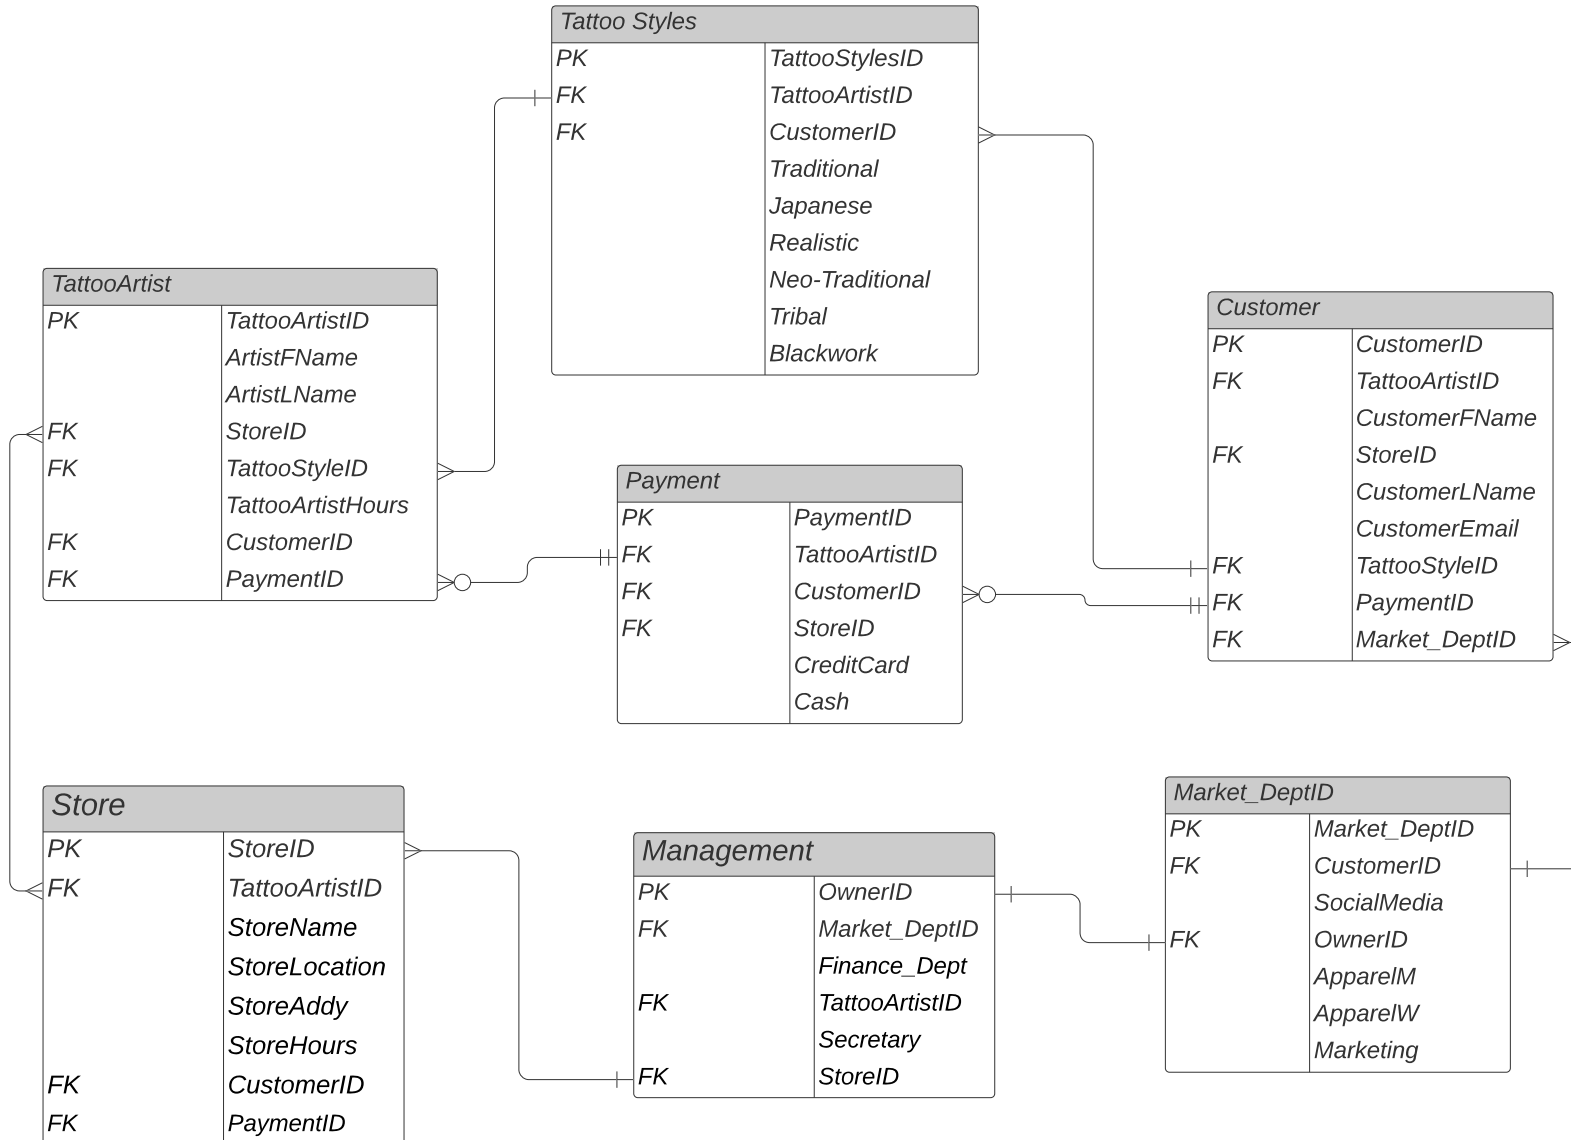 Tattoo Styles
PK TattooStylesID
FK TattooArtistID
FK CustomerID
Traditional
Japanese
Realistic
Neo-Traditional
Tribal
Blackwork
TattooArtist
PK TattooArtistID
ArtistFName
ArtistLName
FK StoreID
FK TattooStyleID
TattooArtistHours
FK CustomerID
FK PaymentID
Customer
PK CustomerID
FK TattooArtistID
CustomerFName
FK StoreID
CustomerLName
CustomerEmail
FK TattooStyleID
FK PaymentID
FK Market_DeptID
Payment
PK PaymentID
FK TattooArtistID
FK CustomerID
FK StoreID
CreditCard
Cash
Store
PK StoreID
FK TattooArtistID
StoreName
StoreLocation
StoreAddy
StoreHours
FK CustomerID
FK PaymentID
Management
PK OwnerID
FK Market_DeptID
Finance_Dept
FK TattooArtistID
Secretary
FK StoreID
Market_DeptID
PK Market_DeptID
FK CustomerID
SocialMedia
FK OwnerID
ApparelM
ApparelW
Marketing